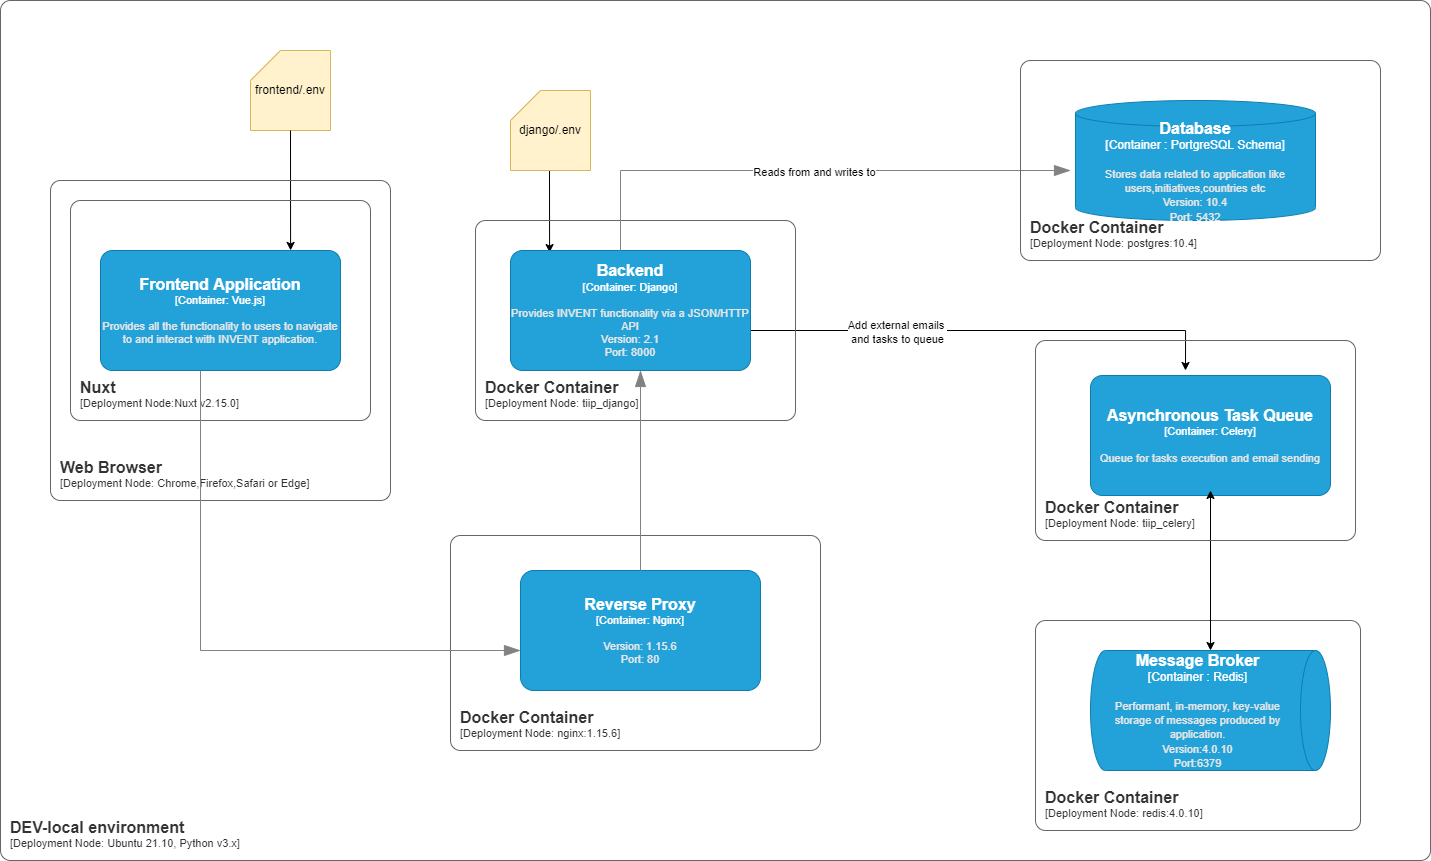 frontend/.env
django/.env
Database
[Container : PortgreSQL Schema]
Stores data related to application like
users,initiatives,countries etc
Version: 10.4
Port: 5432
Docker Container
[Deployment Node: postgres:10.4]
Reads from and writes to
Frontend Application
[Container: Vue.js]
Provides all the functionality to users to navigate
to and interact with INVENT application.
Nuxt
[Deployment Node:Nuxt v2.15.0]
Web Browser
[Deployment Node: Chrome,Firefox,Safari or Edge]
Backend
[Container: Django]
Provides INVENT functionality via a JSON/HTTP
API
Version: 2.1
Port: 8000
Docker Container
[Deployment Node: tiip_django]
Add external emails
and tasks to queue
Asynchronous Task Queue
[Container: Celery]
Queue for tasks execution and email sending
Docker Container
[Deployment Node: tiip_celery]
Reverse Proxy
[Container: Nginx]
Version: 1.15.6
Port: 80
Docker Container
[Deployment Node: nginx:1.15.6]
Message Broker
[Container : Redis]
Performant, in-memory, key-value
storage of messages produced by
application.
Version:4.0.10
Port:6379
Docker Container
[Deployment Node: redis:4.0.10]
DEV-local environment
[Deployment Node: Ubuntu 21.10, Python v3.x]